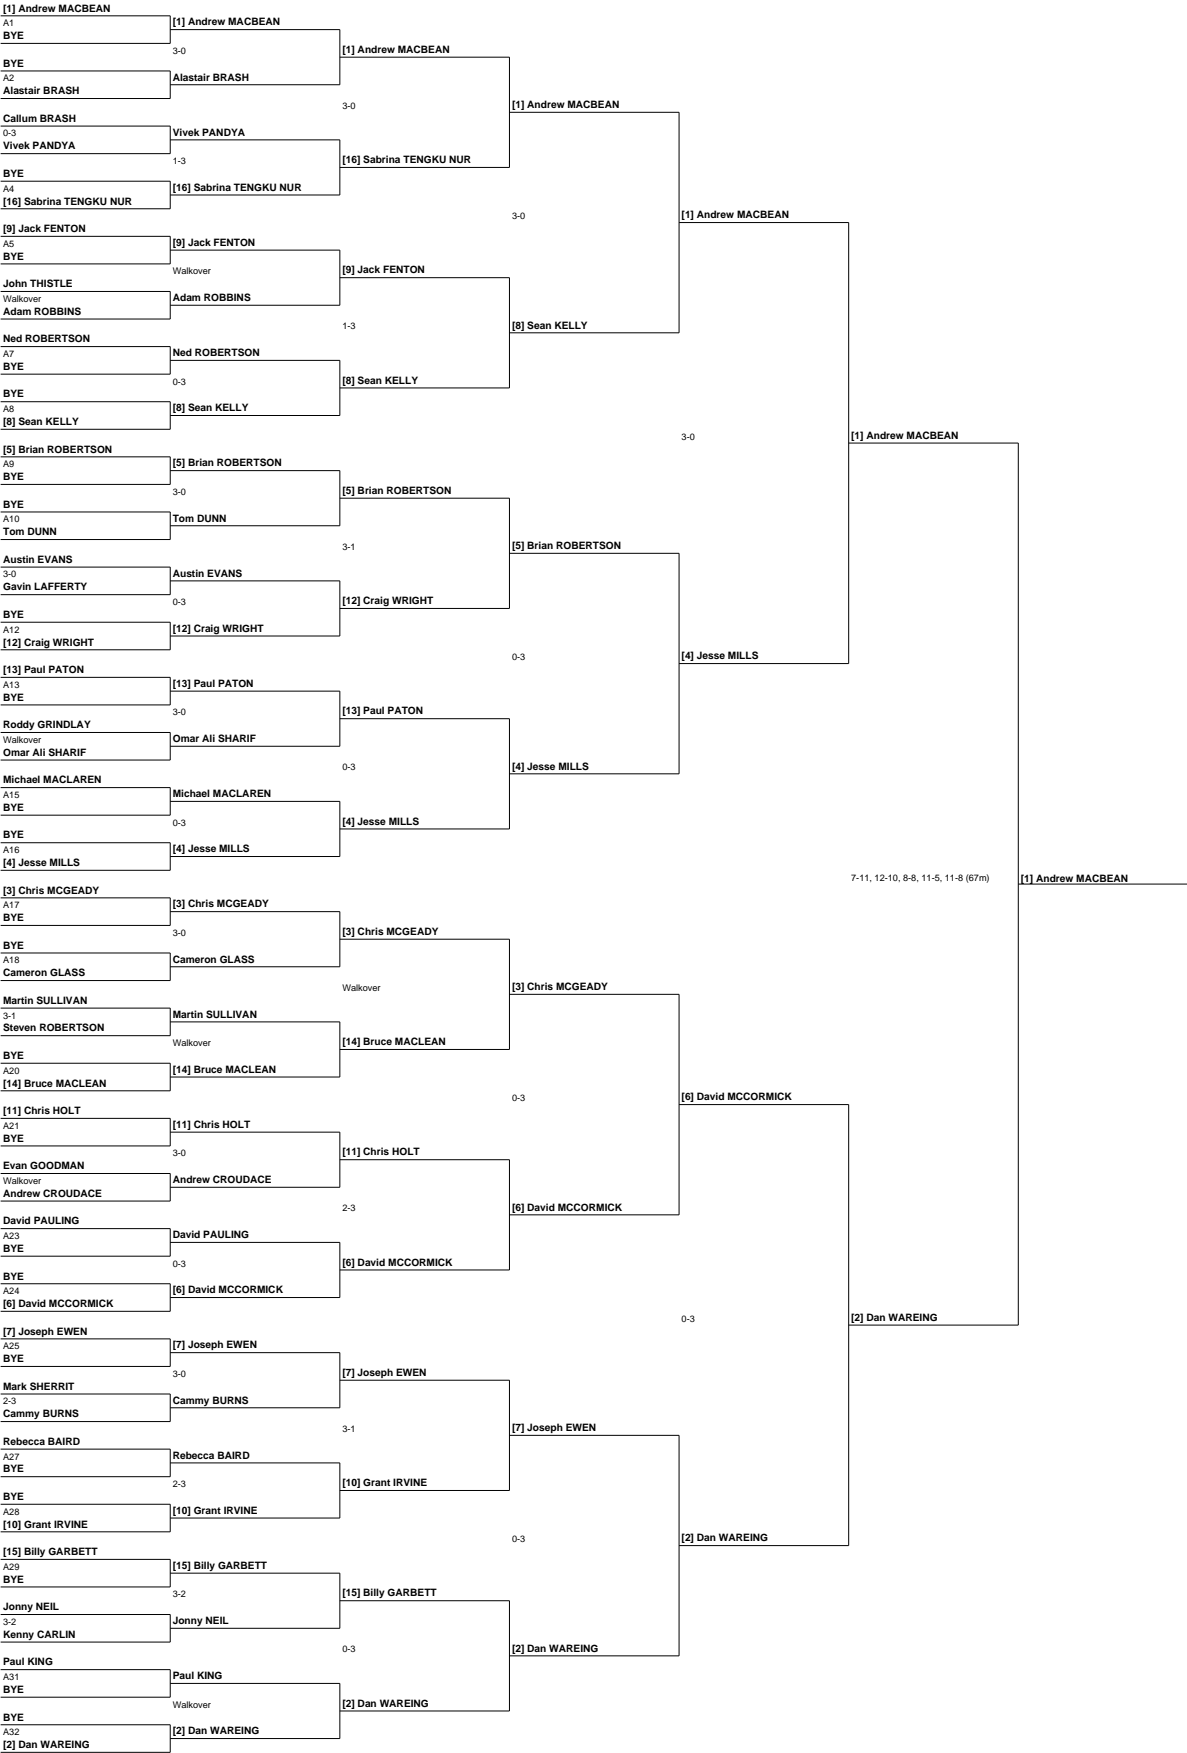 [1] Andrew MACBEAN
A1
BYE
BYE
A2
Alastair BRASH
Callum BRASH
0-3
Vivek PANDYA
BYE
A4
[16] Sabrina TENGKU NUR
[9] Jack FENTON
A5
BYE
John THISTLE
Walkover
Adam ROBBINS
Ned ROBERTSON
A7
BYE
BYE
A8
[8] Sean KELLY
[5] Brian ROBERTSON
A9
BYE
BYE
A10
Tom DUNN
Austin EVANS
3-0
Gavin LAFFERTY
BYE
A12
[12] Craig WRIGHT
[13] Paul PATON
A13
BYE
Roddy GRINDLAY
Walkover
Omar Ali SHARIF
Michael MACLAREN
A15
BYE
BYE
A16
[4] Jesse MILLS
[3] Chris MCGEADY
A17
BYE
BYE
A18
Cameron GLASS
Martin SULLIVAN
3-1
Steven ROBERTSON
BYE
A20
[14] Bruce MACLEAN
[11] Chris HOLT
A21
BYE
Evan GOODMAN
Walkover
Andrew CROUDACE
David PAULING
A23
BYE
BYE
A24
[6] David MCCORMICK
[7] Joseph EWEN
A25
BYE
Mark SHERRIT
2-3
Cammy BURNS
Rebecca BAIRD
A27
BYE
BYE
A28
[10] Grant IRVINE
[15] Billy GARBETT
A29
BYE
Jonny NEIL
3-2
Kenny CARLIN
Paul KING
A31
BYE
BYE
A32
[2] Dan WAREING
[1] Andrew MACBEAN
3-0
Alastair BRASH
Vivek PANDYA
1-3
[16] Sabrina TENGKU NUR
[9] Jack FENTON
Walkover
Adam ROBBINS
Ned ROBERTSON
0-3
[8] Sean KELLY
[5] Brian ROBERTSON
3-0
Tom DUNN
Austin EVANS
0-3
[12] Craig WRIGHT
[13] Paul PATON
3-0
Omar Ali SHARIF
Michael MACLAREN
0-3
[4] Jesse MILLS
[3] Chris MCGEADY
3-0
Cameron GLASS
Martin SULLIVAN
Walkover
[14] Bruce MACLEAN
[11] Chris HOLT
3-0
Andrew CROUDACE
David PAULING
0-3
[6] David MCCORMICK
[7] Joseph EWEN
3-0
Cammy BURNS
Rebecca BAIRD
2-3
[10] Grant IRVINE
[15] Billy GARBETT
3-2
Jonny NEIL
Paul KING
Walkover
[2] Dan WAREING
[1] Andrew MACBEAN
3-0
[16] Sabrina TENGKU NUR
[9] Jack FENTON
1-3
[8] Sean KELLY
[5] Brian ROBERTSON
3-1
[12] Craig WRIGHT
[13] Paul PATON
0-3
[4] Jesse MILLS
[3] Chris MCGEADY
Walkover
[14] Bruce MACLEAN
[11] Chris HOLT
2-3
[6] David MCCORMICK
[7] Joseph EWEN
3-1
[10] Grant IRVINE
[15] Billy GARBETT
0-3
[2] Dan WAREING
[1] Andrew MACBEAN
3-0
[8] Sean KELLY
[5] Brian ROBERTSON
0-3
[4] Jesse MILLS
[3] Chris MCGEADY
0-3
[6] David MCCORMICK
[7] Joseph EWEN
0-3
[2] Dan WAREING
[1] Andrew MACBEAN
3-0
[4] Jesse MILLS
[6] David MCCORMICK
0-3
[2] Dan WAREING
[1] Andrew MACBEAN
7-11, 12-10, 8-8, 11-5, 11-8 (67m)
[2] Dan WAREING
[1] Andrew MACBEAN